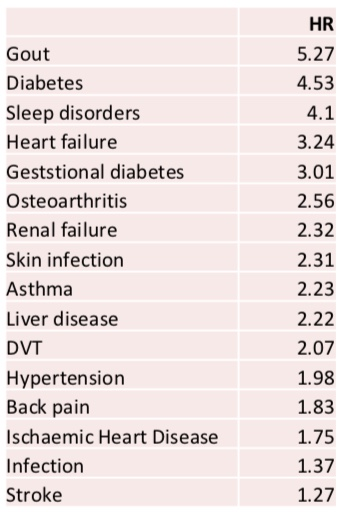 HR
Gout 5.27
Diabetes 4.53
Sleep disorders 4.1
Heart failure 3.24
Geststional diabetes 3.01
Osteoarthritis 2.56
Renal failure 2.32
Skin infection 2.31
Asthma 2.23
Liver disease 2.22
DVT 2.07
Hypertension 1.98
Back pain 1.83
Ischaemic Heart Disease 1.75
Infection 1.37
Stroke 1.27